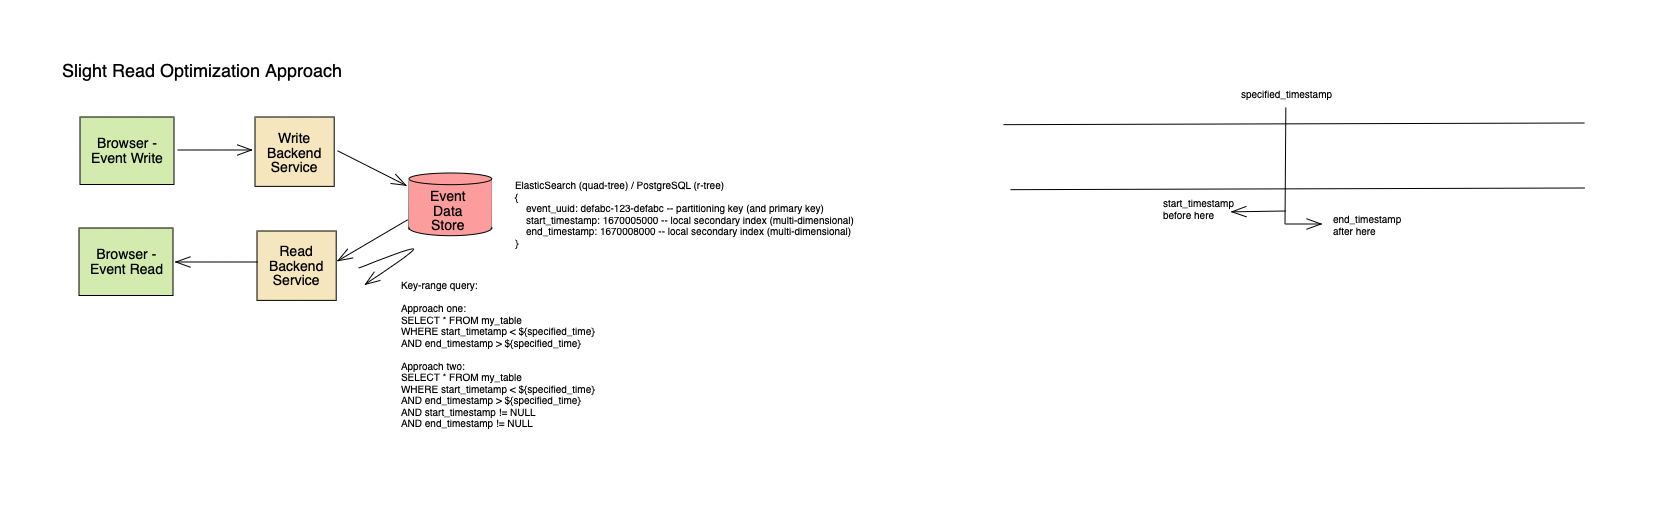 Slight Read Optimization Approach
Browser -
Event Write
Write
Backend
Service
Event
Data
Store
Browser -
Event Read
Read
Backend
Service
ElasticSearch (quad-tree) / PostgreSQL (r-tree)
{
event_uuid: defabc-123-defabc -- partitioning key (and primary key)
start_timestamp: 1670005000 -- local secondary index (multi-dimensional)
end_timestamp: 1670008000 -- local secondary index (multi-dimensional)
}
Key-range query:
Approach one:
SELECT * FROM my_table
WHERE start_timetamp < ${specified_time}
AND end_timestamp > ${specified_time}
Approach two:
SELECT * FROM my_table
WHERE start_timetamp < ${specified_time}
AND end_timestamp > ${specified_time}
AND start_timestamp != NULL
AND end_timestamp != NULL
specified_timestamp
start_timestamp
before here
end_timestamp
after here